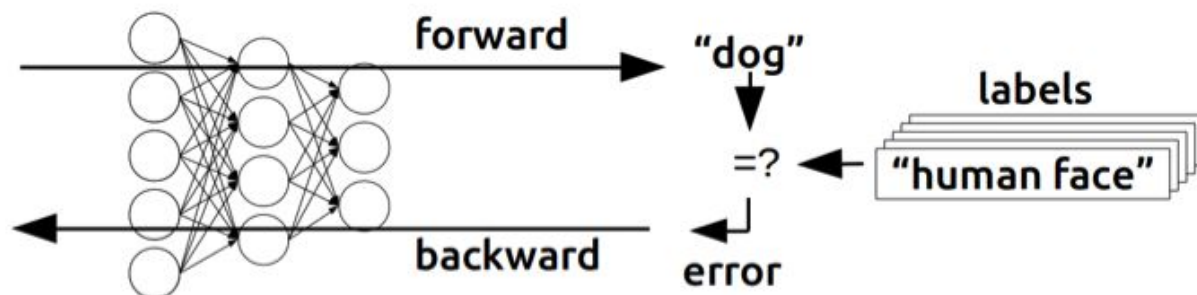 forward
“dog”
labels
=?
“human face”
backward
error